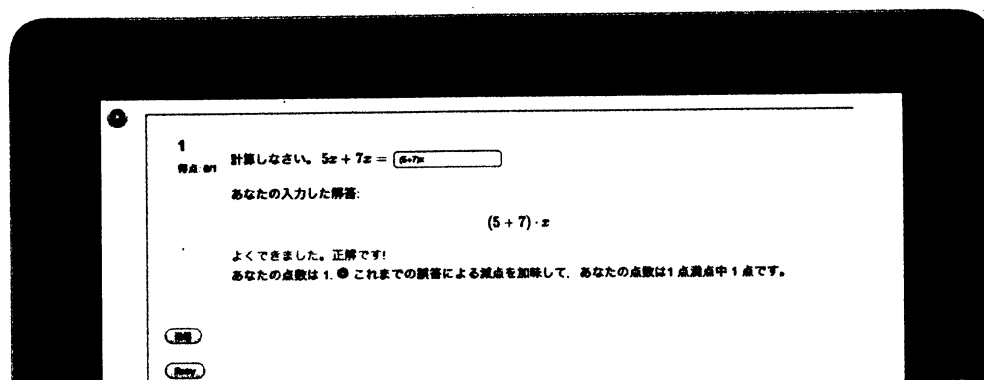 1
得点: 0/1
計算しなさい。 5x + 7x = (5+7)x
あなたの入力した解答:
(5 + 7) · x
よくできました。正解です!
あなたの点数は 1. これまでの誤答による減点を加味して、あなたの点数は1 点満点中 1 点です。
Retry